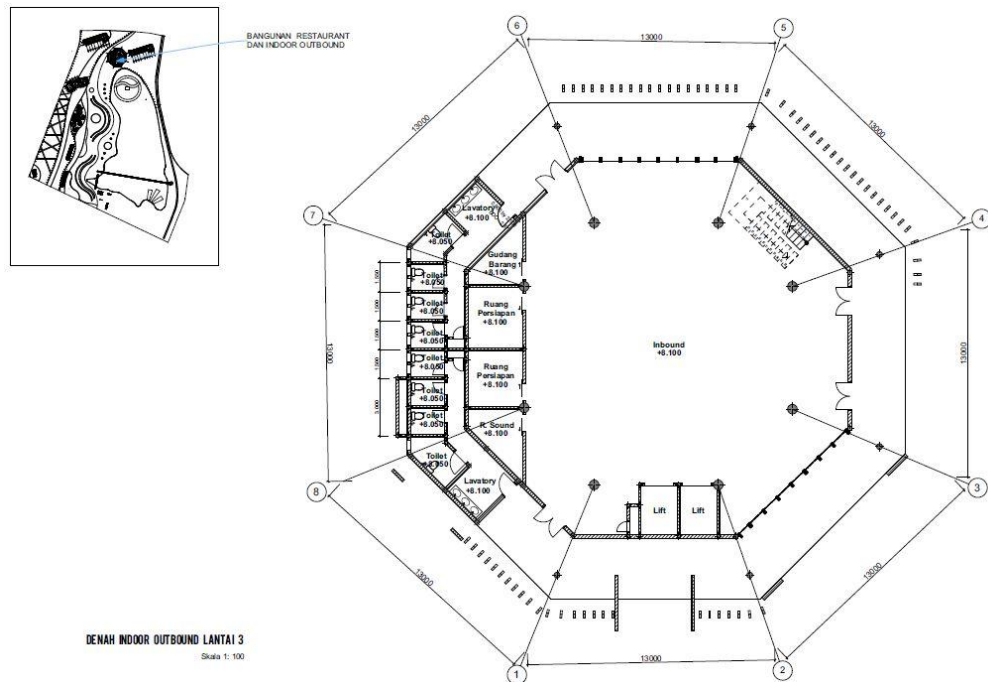 BANGUNAN RESTAURANT
DAN INDOOR OUTBOUND
6
5
13000
13000
13000
7
4
Lavatory
+8.100
Toilet
+8.050
Gudang
Barang
+8.100
Toilet
+8.050
Toilet
+8.050
Ruang
Persiapan
+8.100
Toilet
+8.050
Inbound
+8.100
13000
13000
Toilet
+8.050
Ruang
Persiapan
+8.100
Toilet
+8.050
Toilet
+8.050
R. Sound
+8.100
Toilet
+8.050
Lavatory
+8.100
8
3
Lift
Lift
13000
13000
13000
1
2
DENAH INDOOR OUTBOUND LANTAI 3
Skala 1: 100